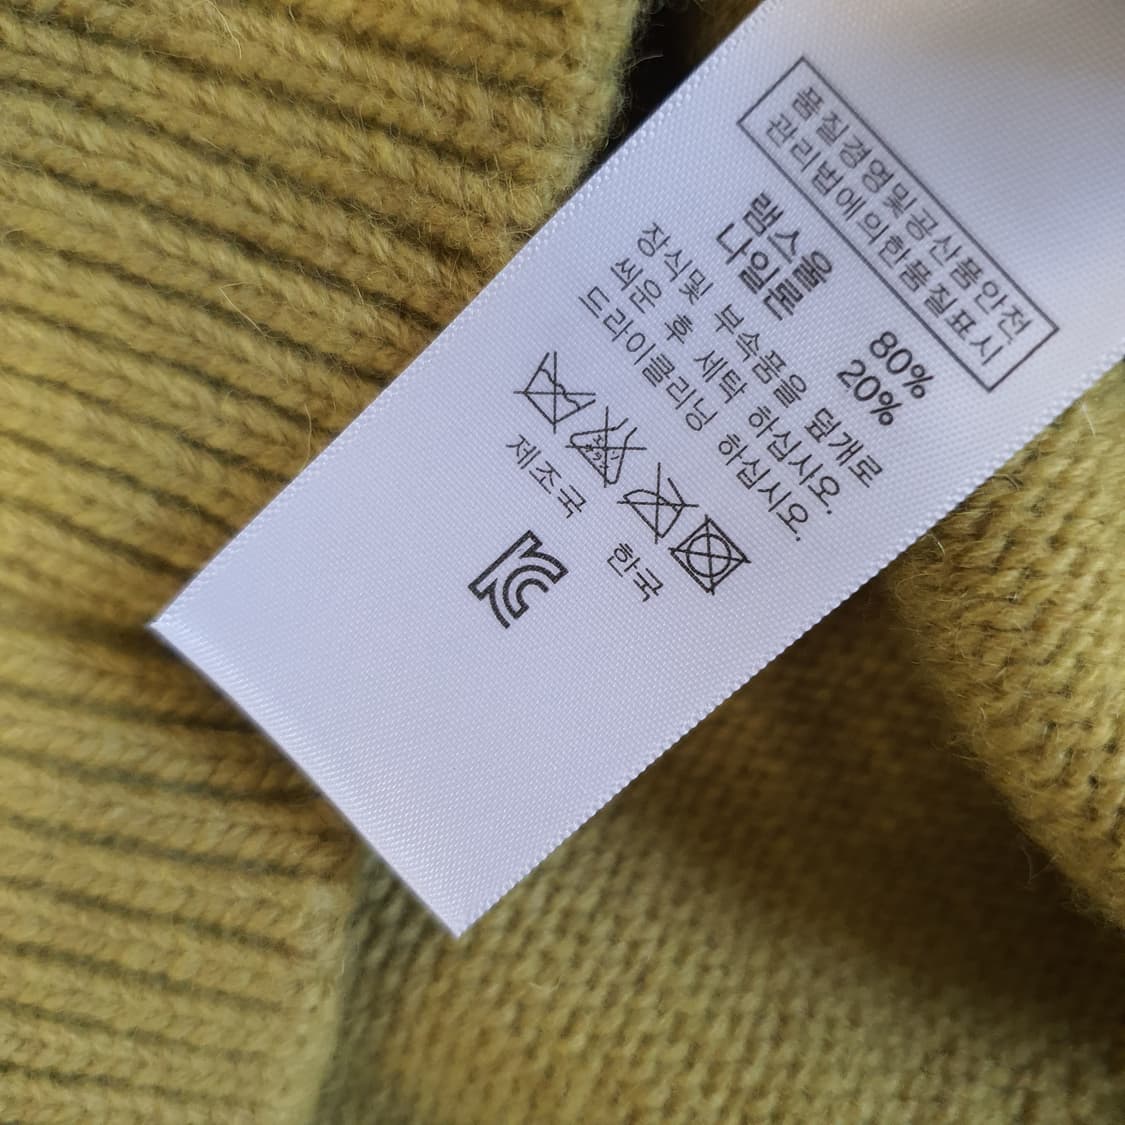 품질경영및공산품안전
관리법에의한품질표시
램스울 80%
나일론 20%
장식및 부속품을 덮개로
씌운 후 세탁 하십사오.
드라이클리닝 하십시오.
제조국 한국